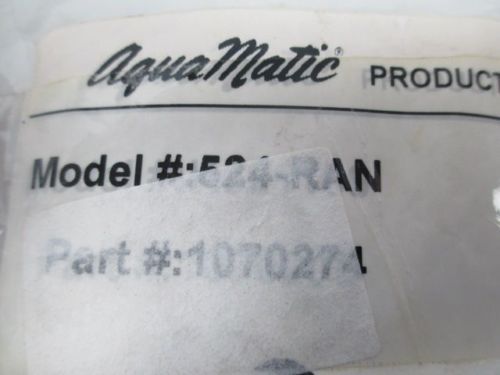 AquaMatic® PRODUCT
Model #:524-RAN
Part #:1070274